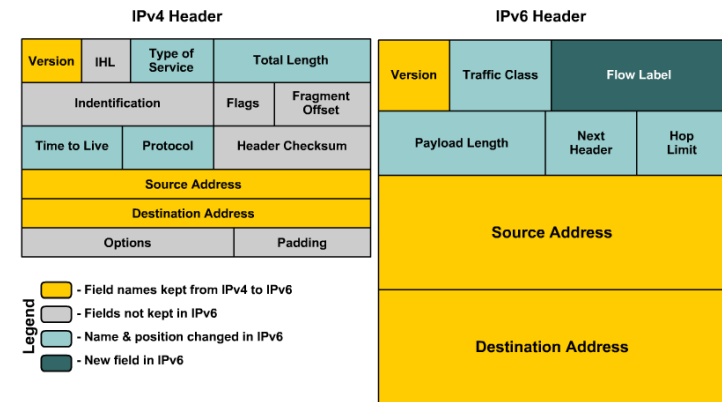 IPv4 Header
IPv6 Header
Version
IHL
Type of
Service
Total Length
Indentification
Flags
Fragment
Offset
Time to Live
Protocol
Header Checksum
Source Address
Destination Address
Options
Padding
Version
Traffic Class
Flow Label
Payload Length
Next
Header
Hop
Limit
Source Address
Destination Address
Legend
- Field names kept from IPv4 to IPv6
- Fields not kept in IPv6
- Name & position changed in IPv6
- New field in IPv6